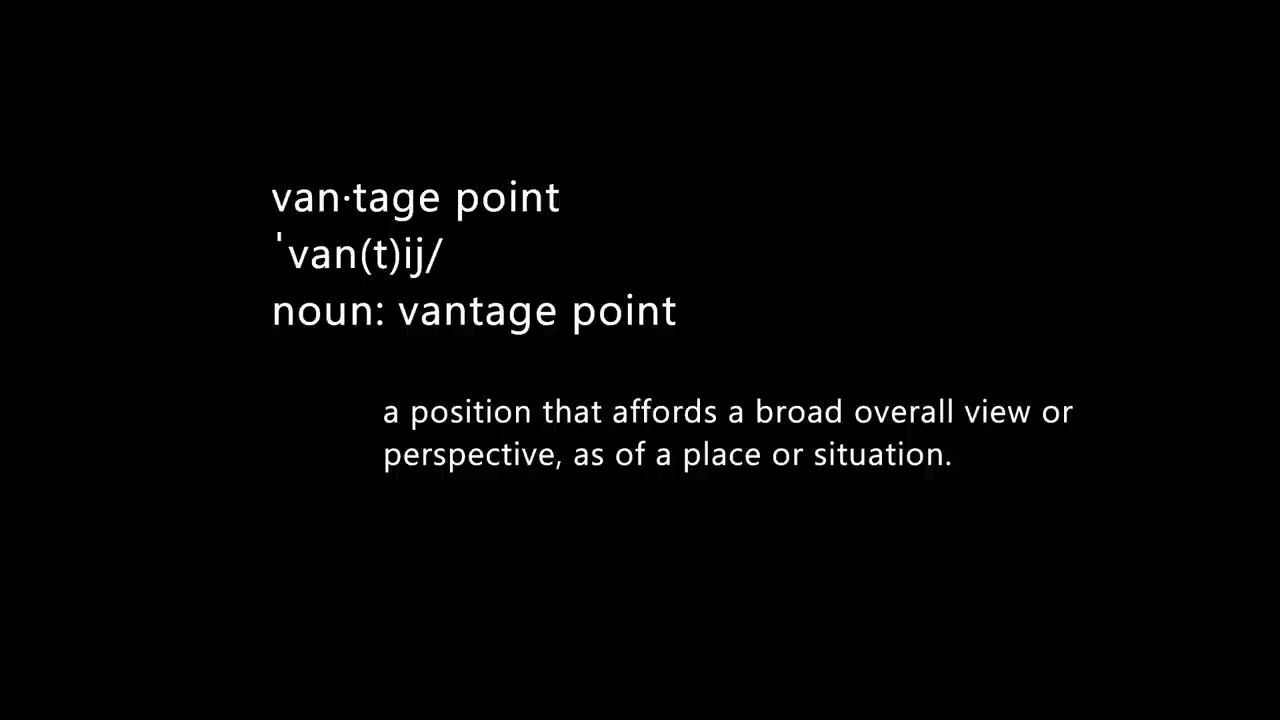 van·tage point
ˈvan(t)ij/
noun: vantage point
a position that affords a broad overall view or
perspective, as of a place or situation.